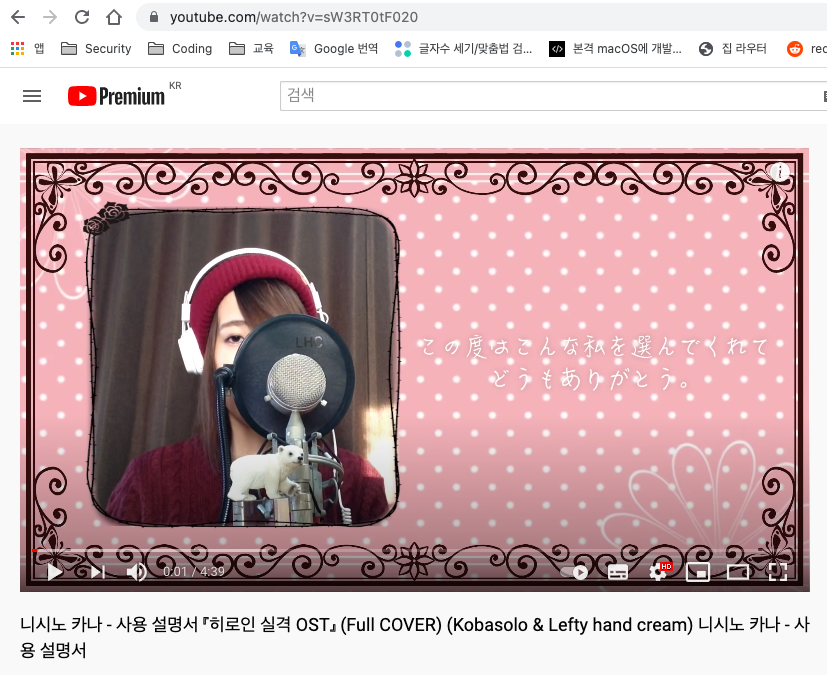 youtube.com/watch?v=sW3RT0tF020
앱 Security Coding 교육 Google 번역 글자수 세기/맞춤법 검... 본격 macOS에 개발... 집 라우터 rec
Premium KR
검색
この度はこんな私を選んでくれて
どうもありがとう。
0:01 / 4:39
HD
니시노 카나 - 사용 설명서『히로인 실격 OST』(Full COVER) (Kobasolo & Lefty hand cream) 니시노 카나 - 사
용 설명서